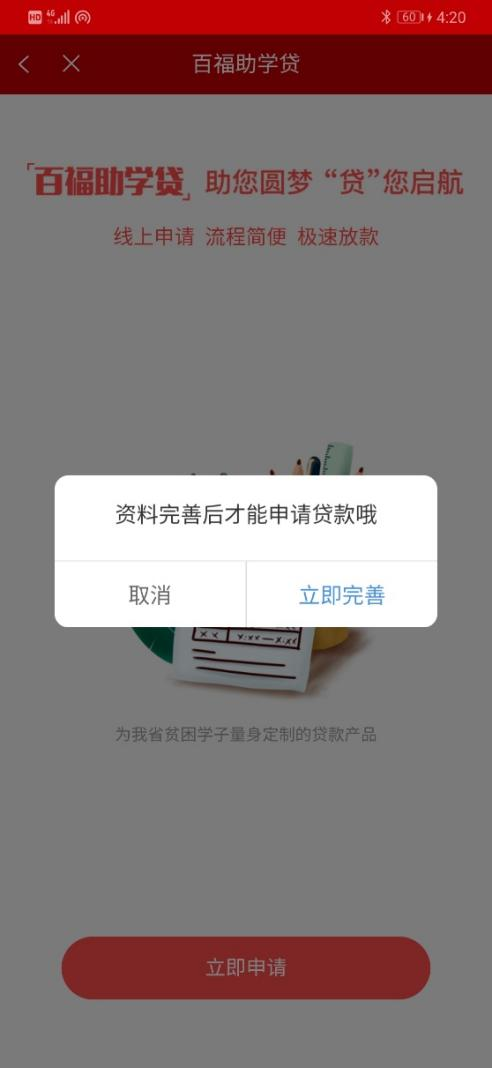 HD 4G 60 4:20
百福助学贷
「百福助学贷」 助您圆梦 “贷”您启航
线上申请 流程简便 极速放款
资料完善后才能申请贷款哦
取消 立即完善
为我省贫困学子量身定制的贷款产品
立即申请